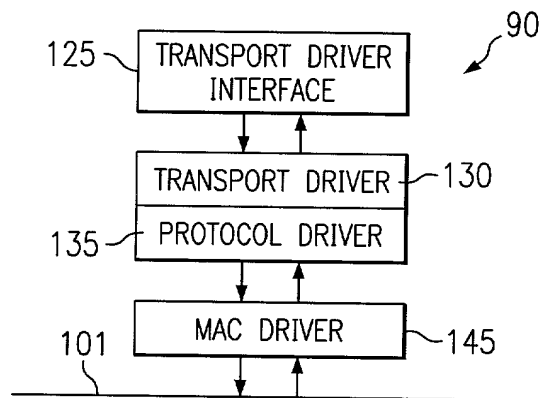 90
125
TRANSPORT DRIVER
INTERFACE
TRANSPORT DRIVER
130
135
PROTOCOL DRIVER
MAC DRIVER
145
101